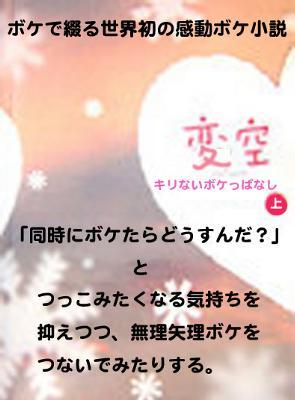 ボケで綴る世界初の感動ボケ小説
変空
キリないボケっぱなし
上
「同時にボケたらどうすんだ？」
と
つっこみたくなる気持ちを
抑えつつ、無理矢理ボケを
つないでみたりする。